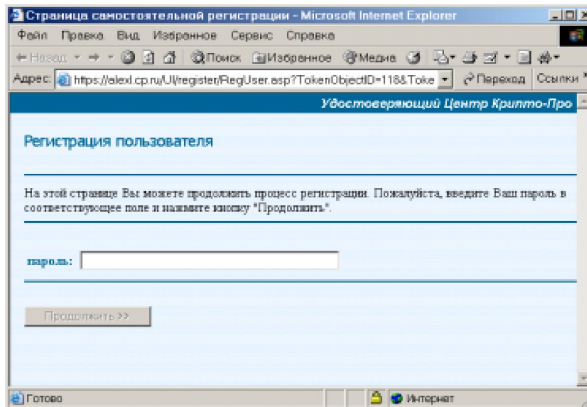 Страница самостоятельной регистрации - Microsoft Internet Explorer
Файл Правка Вид Избранное Сервис Справка
Назад Поиск Избранное Медиа
Адрес: https://alexl.cp.ru/UI/register/RegUser.asp?TokenObjectID=118&Toke Переход Ссылки »
Удостоверяющий Центр Крипто-Про
Регистрация пользователя
На этой странице Вы можете продолжить процесс регистрации. Пожалуйста, введите Ваш пароль в
соответствующее поле и нажмите кнопку "Продолжить".
пароль:
Продолжить >>
Готово Интернет